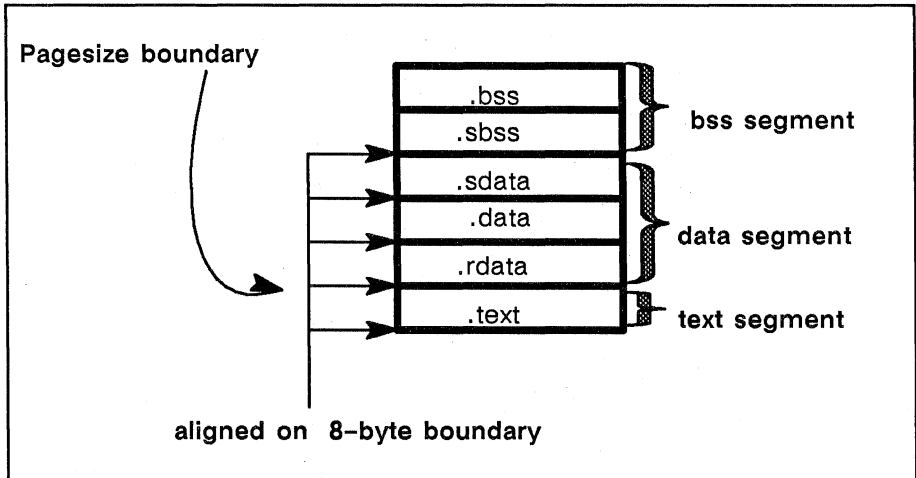 Pagesize boundary
.bss
.sbss
bss segment
.sdata
.data
.rdata
data segment
.text
text segment
aligned on 8-byte boundary